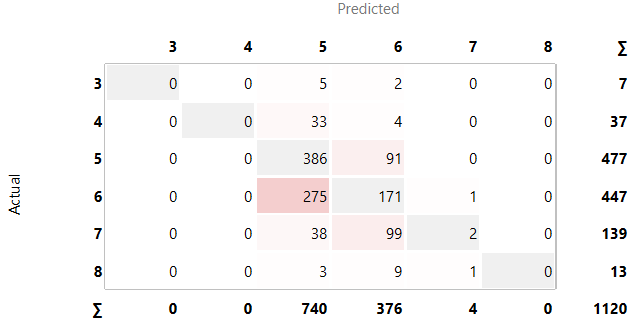 Predicted
3 4 5 6 7 8 ∑
3 0 0 5 2 0 0 7
4 0 0 33 4 0 0 37
5 0 0 386 91 0 0 477
6 0 0 275 171 1 0 447
7 0 0 38 99 2 0 139
8 0 0 3 9 1 0 13
∑ 0 0 740 376 4 0 1120
Actual